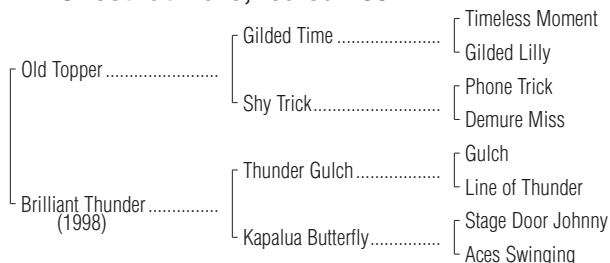 Timeless Moment
Gilded Time ......................
Gilded Lilly
Old Topper ........................
Phone Trick
Shy Trick...........................
Demure Miss
Gulch
Thunder Gulch ..................
Line of Thunder
Brilliant Thunder ...............
(1998)
Stage Door Johnny
Kapalua Butterfly...............
Aces Swinging